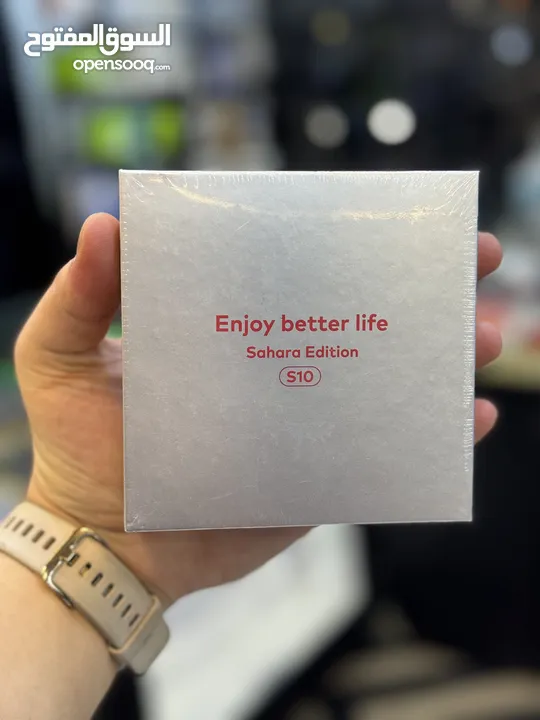 السوق المفتوح
opensooq.com
Enjoy better life
Sahara Edition
S10